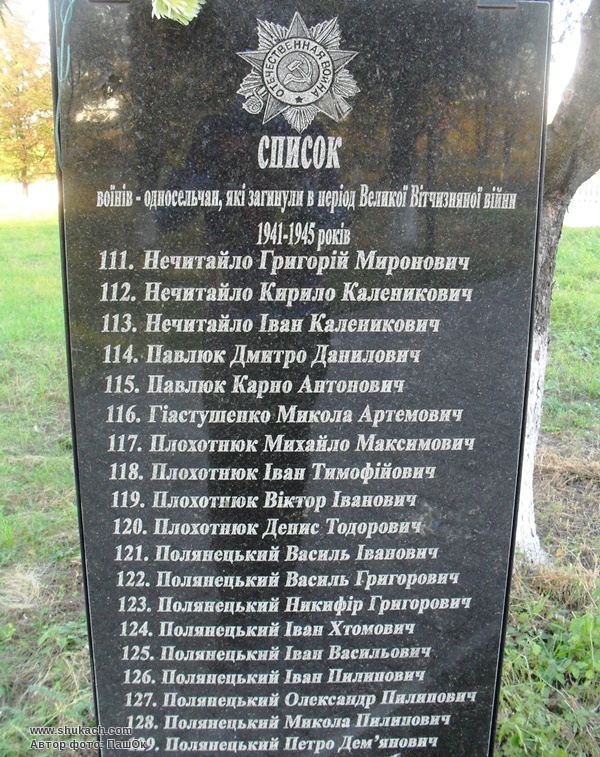 ОТЕЧЕСТВЕННАЯ ВОЙНА
СПИСОК
воїнів - односельчан, які загинули в період Великої Вітчизняної війни
1941-1945 років
111. Нечитайло Григорій Миронович
112. Нечитайло Кирило Каленикович
113. Нечитайло Іван Каленикович
114. Павлюк Дмитро Данилович
115. Павлюк Карно Антонович
116. Гіастушенко Микола Артемович
117. Плохотнюк Михайло Максимович
118. Плохотнюк Іван Тимофійович
119. Плохотнюк Віктор Іванович
120. Плохотнюк Денис Тодорович
121. Полянецький Василь Іванович
122. Полянецький Василь Григорович
123. Полянецький Никифір Григорович
124. Полянецький Іван Хтомович
125. Полянецький Іван Васильович
126. Полянецький Іван Пилипович
127. Полянецький Олександр Пилипович
128. Полянецький Микола Пилипович
129. Полянецький Петро Дем'янович
www.shukach.com
Автор фото: ПашОк